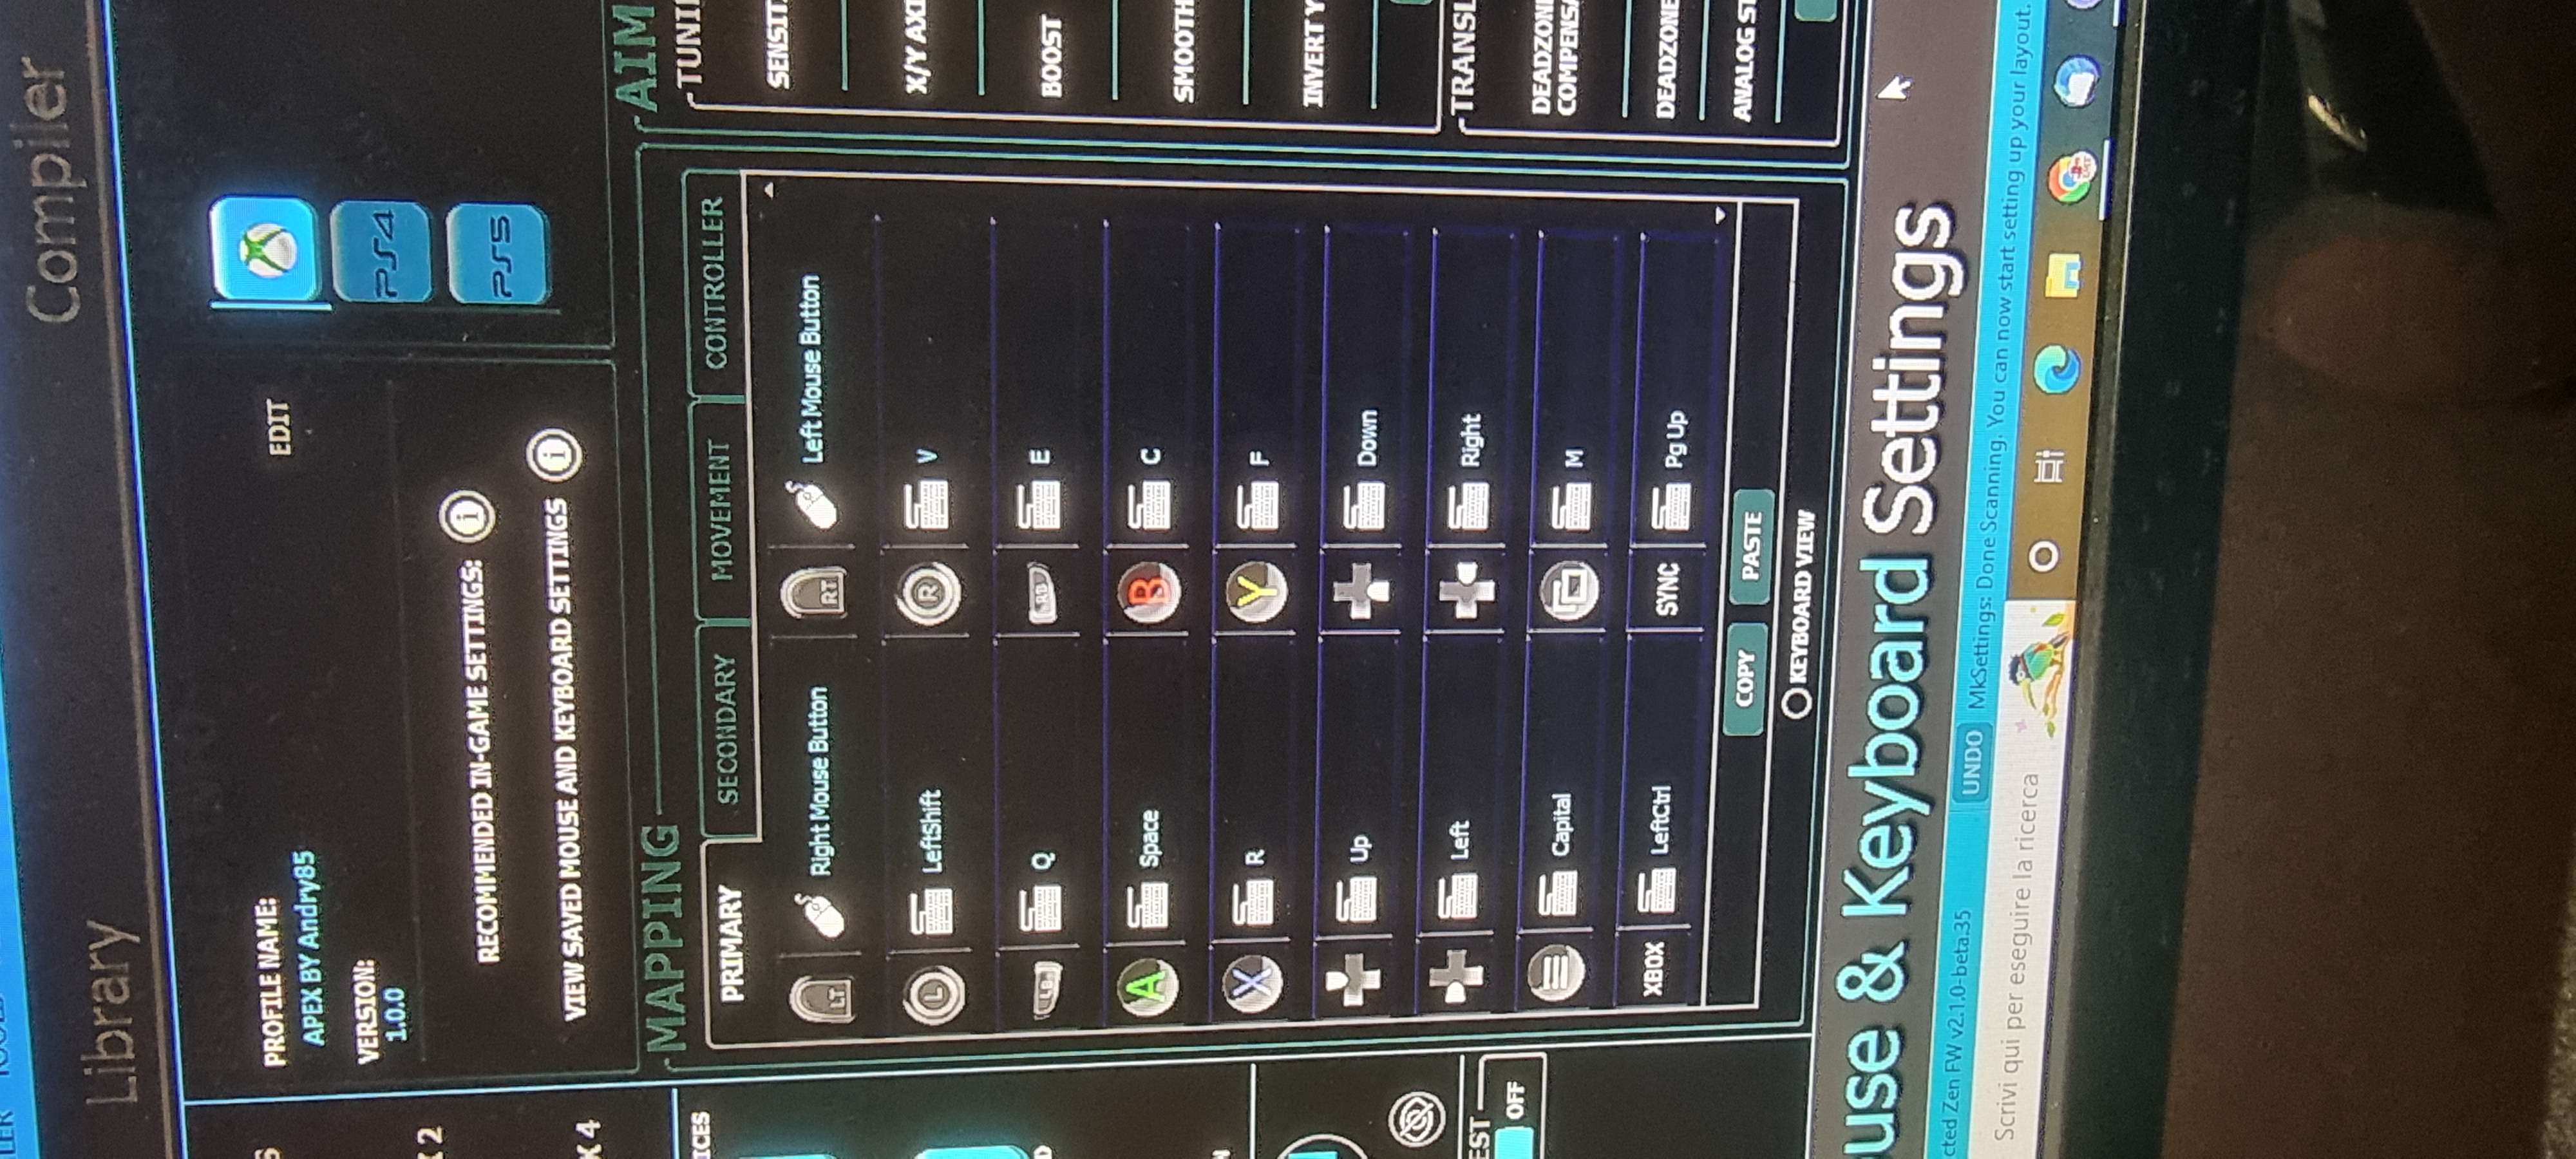 Library
Compiler
PROFILE NAME:
APEX BY Andry85
EDIT
VERSION:
1.0.0
PS4
PS5
X 2
RECOMMENDED IN-GAME SETTINGS:
VIEW SAVED MOUSE AND KEYBOARD SETTINGS
X 4
MAPPING
AIM
ICES
TUNI
PRIMARY
SECONDARY
MOVEMENT
CONTROLLER
LT
Right Mouse Button
RT
Left Mouse Button
SENSIT
L
LeftShift
R
V
X/Y AXI
LB
Q
RB
E
BOOST
A
Space
B
C
SMOOTH
X
R
Y
F
Up
Down
INVERT Y
Left
Right
EST
OFF
TRANSL
Capital
M
DEADZONE
COMPENSA
XBOX
LeftCtrl
SYNC
Pg Up
DEADZONE
COPY
PASTE
ANALOG ST
KEYBOARD VIEW
use & Keyboard Settings
cted Zen FW v2.1.0-beta.35
UNDO
MkSettings: Done Scanning. You can now start setting up your layout.
Scrivi qui per eseguire la ricerca